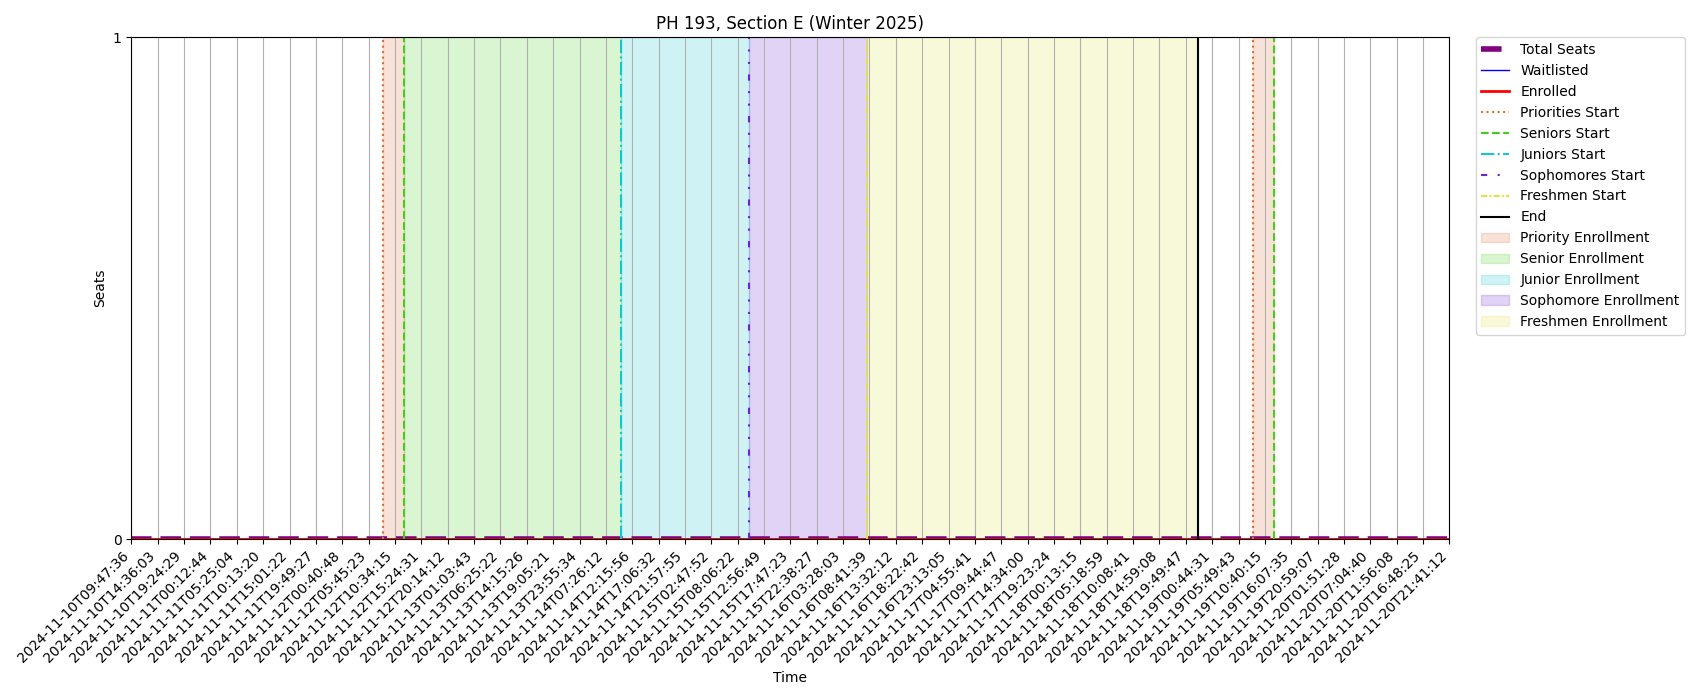 PH 193, Section E (Winter 2025)
1
0
Seats
2024-11-10T09:47:36
2024-11-10T14:36:03
2024-11-10T19:24:29
2024-11-11T00:12:44
2024-11-11T05:25:04
2024-11-11T10:13:20
2024-11-11T15:01:22
2024-11-11T19:49:27
2024-11-12T00:40:48
2024-11-12T05:45:23
2024-11-12T10:34:15
2024-11-12T15:24:31
2024-11-12T20:14:12
2024-11-13T01:03:43
2024-11-13T06:25:22
2024-11-13T14:15:26
2024-11-13T19:05:21
2024-11-13T23:55:34
2024-11-14T07:26:12
2024-11-14T12:15:56
2024-11-14T17:06:32
2024-11-14T21:57:55
2024-11-15T02:47:52
2024-11-15T08:06:22
2024-11-15T12:56:49
2024-11-15T17:47:23
2024-11-15T22:38:27
2024-11-16T03:28:03
2024-11-16T08:41:39
2024-11-16T13:32:12
2024-11-16T18:22:42
2024-11-16T23:13:05
2024-11-17T04:55:41
2024-11-17T09:44:47
2024-11-17T14:34:00
2024-11-17T19:23:24
2024-11-18T00:13:15
2024-11-18T05:18:59
2024-11-18T10:08:41
2024-11-18T14:59:08
2024-11-18T19:49:47
2024-11-19T00:44:31
2024-11-19T05:49:43
2024-11-19T10:40:15
2024-11-19T16:07:35
2024-11-19T20:59:07
2024-11-20T01:51:28
2024-11-20T07:04:40
2024-11-20T11:56:08
2024-11-20T16:48:25
2024-11-20T21:41:12
Time
Total Seats
Waitlisted
Enrolled
Priorities Start
Seniors Start
Juniors Start
Sophomores Start
Freshmen Start
End
Priority Enrollment
Senior Enrollment
Junior Enrollment
Sophomore Enrollment
Freshmen Enrollment